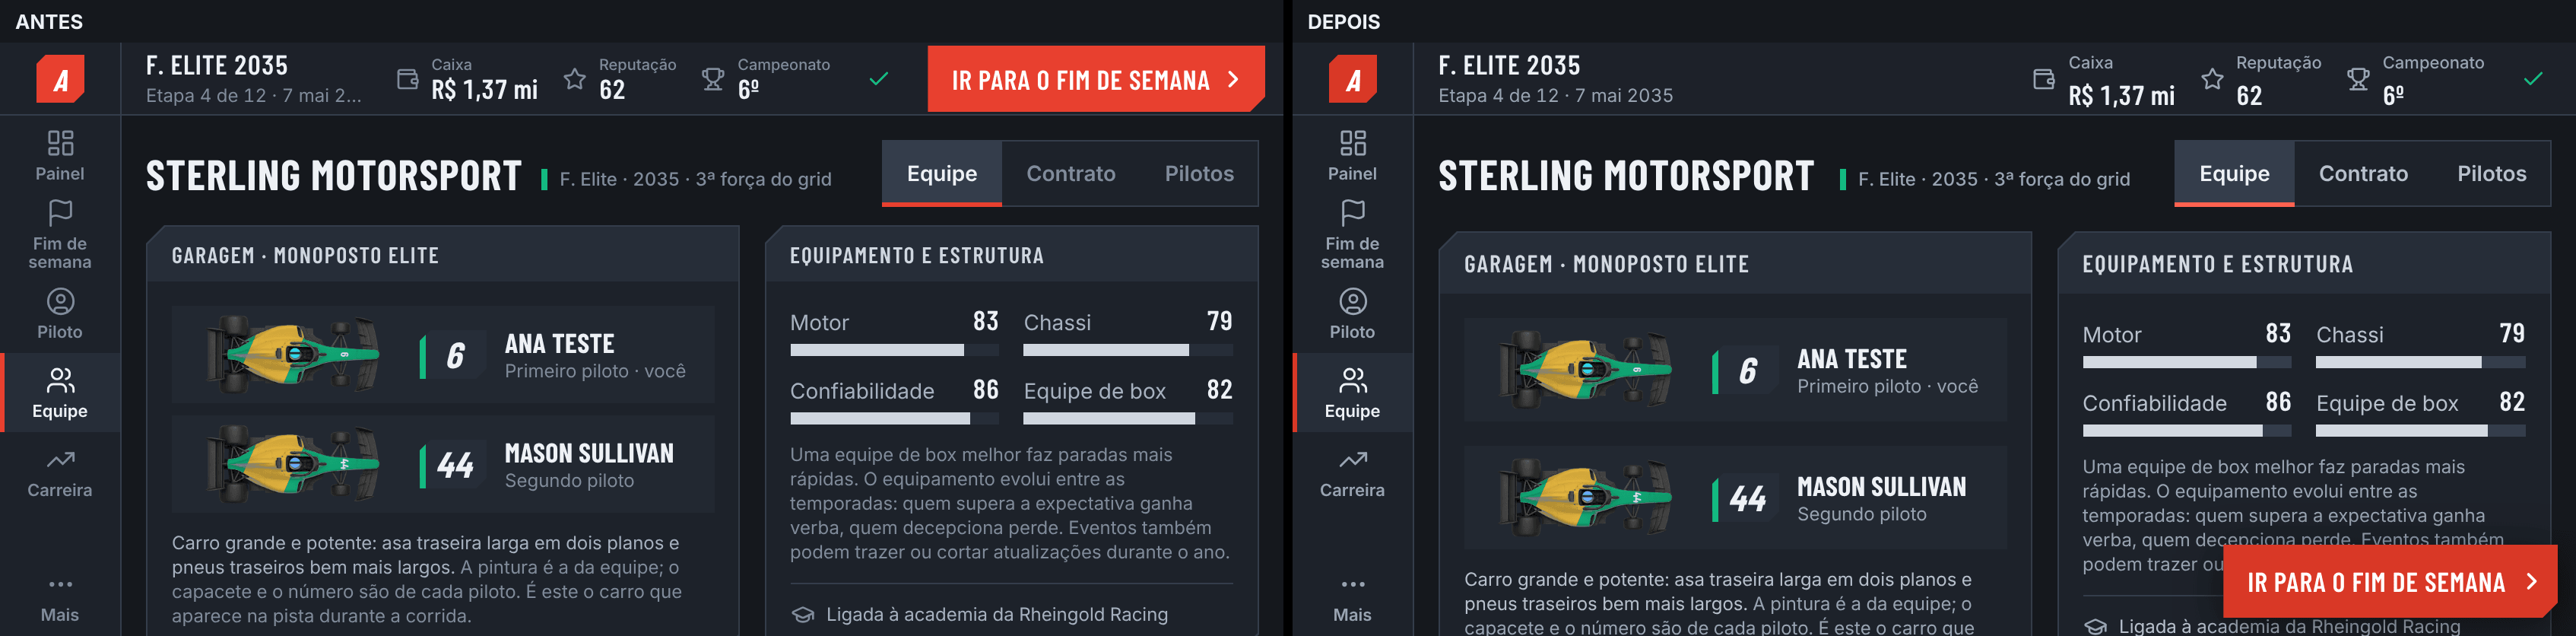 ANTES
A
F. ELITE 2035
Etapa 4 de 12 · 7 mai 2...
Caixa
R$ 1,37 mi
Reputação
62
Campeonato
6º
IR PARA O FIM DE SEMANA
Painel
Fim de
semana
Piloto
Equipe
Carreira
Mais
STERLING MOTORSPORT
F. Elite · 2035 · 3ª força do grid
Equipe
Contrato
Pilotos
GARAGEM · MONOPOSTO ELITE
6
6
ANA TESTE
Primeiro piloto · você
44
44
MASON SULLIVAN
Segundo piloto
Carro grande e potente: asa traseira larga em dois planos e
pneus traseiros bem mais largos. A pintura é a da equipe; o
capacete e o número são de cada piloto. É este o carro que
aparece na pista durante a corrida.
EQUIPAMENTO E ESTRUTURA
Motor 83
Chassi 79
Confiabilidade 86
Equipe de box 82
Uma equipe de box melhor faz paradas mais
rápidas. O equipamento evolui entre as
temporadas: quem supera a expectativa ganha
verba, quem decepciona perde. Eventos também
podem trazer ou cortar atualizações durante o ano.
Ligada à academia da Rheingold Racing
DEPOIS
A
F. ELITE 2035
Etapa 4 de 12 · 7 mai 2035
Caixa
R$ 1,37 mi
Reputação
62
Campeonato
6º
Painel
Fim de
semana
Piloto
Equipe
Carreira
Mais
STERLING MOTORSPORT
F. Elite · 2035 · 3ª força do grid
Equipe
Contrato
Pilotos
GARAGEM · MONOPOSTO ELITE
6
6
ANA TESTE
Primeiro piloto · você
44
44
MASON SULLIVAN
Segundo piloto
Carro grande e potente: asa traseira larga em dois planos e
pneus traseiros bem mais largos. A pintura é a da equipe; o
capacete e o número são de cada piloto. É este o carro que
EQUIPAMENTO E ESTRUTURA
Motor 83
Chassi 79
Confiabilidade 86
Equipe de box 82
Uma equipe de box melhor faz paradas mais
rápidas. O equipamento evolui entre as
temporadas: quem supera a expectativa ganha
verba, quem decepciona perde. Eventos também
podem trazer ou
IR PARA O FIM DE SEMANA
Ligada à academia da Rheingold Racing